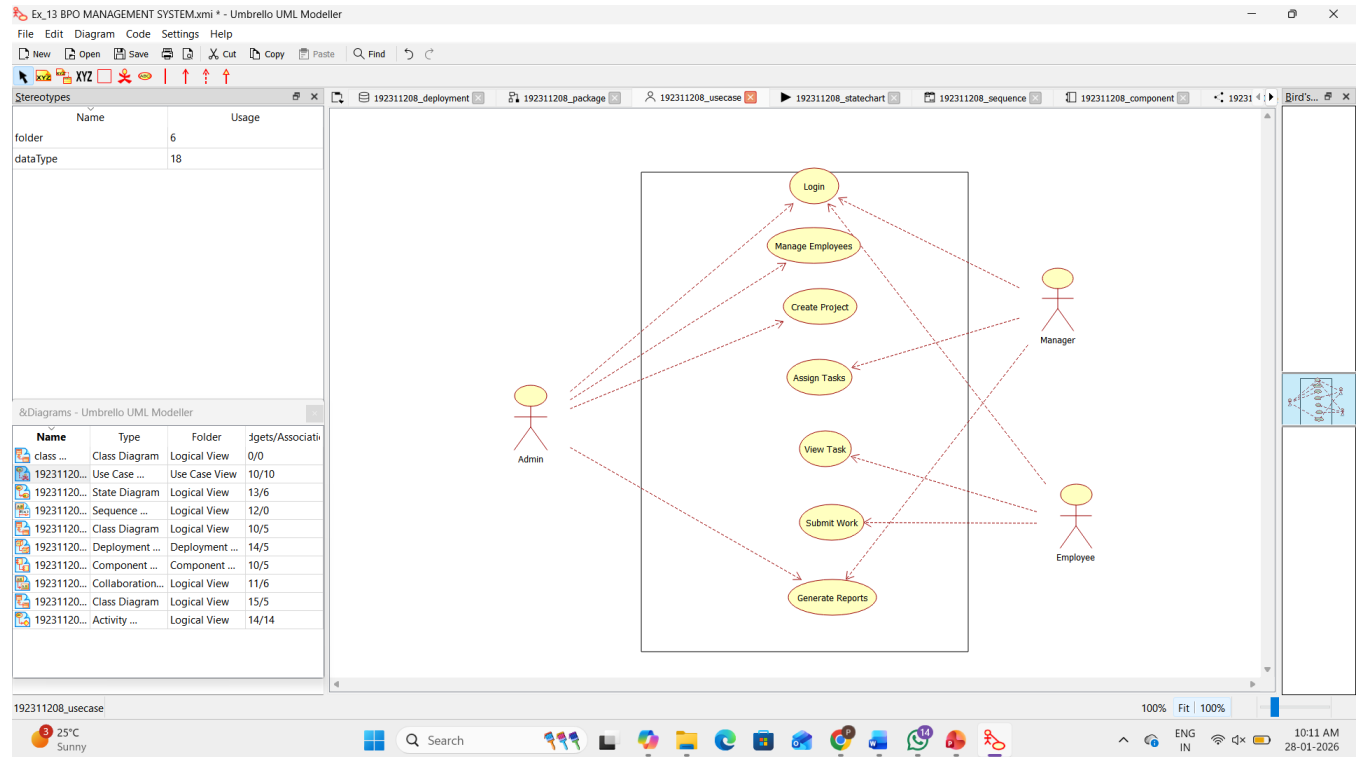 Ex_13 BPO MANAGEMENT SYSTEM.xmi * - Umbrello UML Modeller
File Edit Diagram Code Settings Help
New Open Save Cut Copy Paste Find
XYZ XYZ
Stereotypes
Name Usage
folder 6
dataType 18
&Diagrams - Umbrello UML Modeller
Name Type Folder dgets/Associati
class ... Class Diagram Logical View 0/0
19231120... Use Case ... Use Case View 10/10
19231120... State Diagram Logical View 13/6
19231120... Sequence ... Logical View 12/0
19231120... Class Diagram Logical View 10/5
19231120... Deployment ... Deployment ... 14/5
19231120... Component ... Component ... 10/5
19231120... Collaboration... Logical View 11/6
19231120... Class Diagram Logical View 15/5
19231120... Activity ... Logical View 14/14
192311208_deployment 192311208_package 192311208_usecase 192311208_statechart 192311208_sequence 192311208_component 19231
Login
Manage Employees
Create Project
Assign Tasks
View Task
Submit Work
Generate Reports
Admin
Manager
Employee
Bird's...
192311208_usecase
100% Fit 100%
3 25°C
Sunny
Search
14
ENG
IN
10:11 AM
28-01-2026